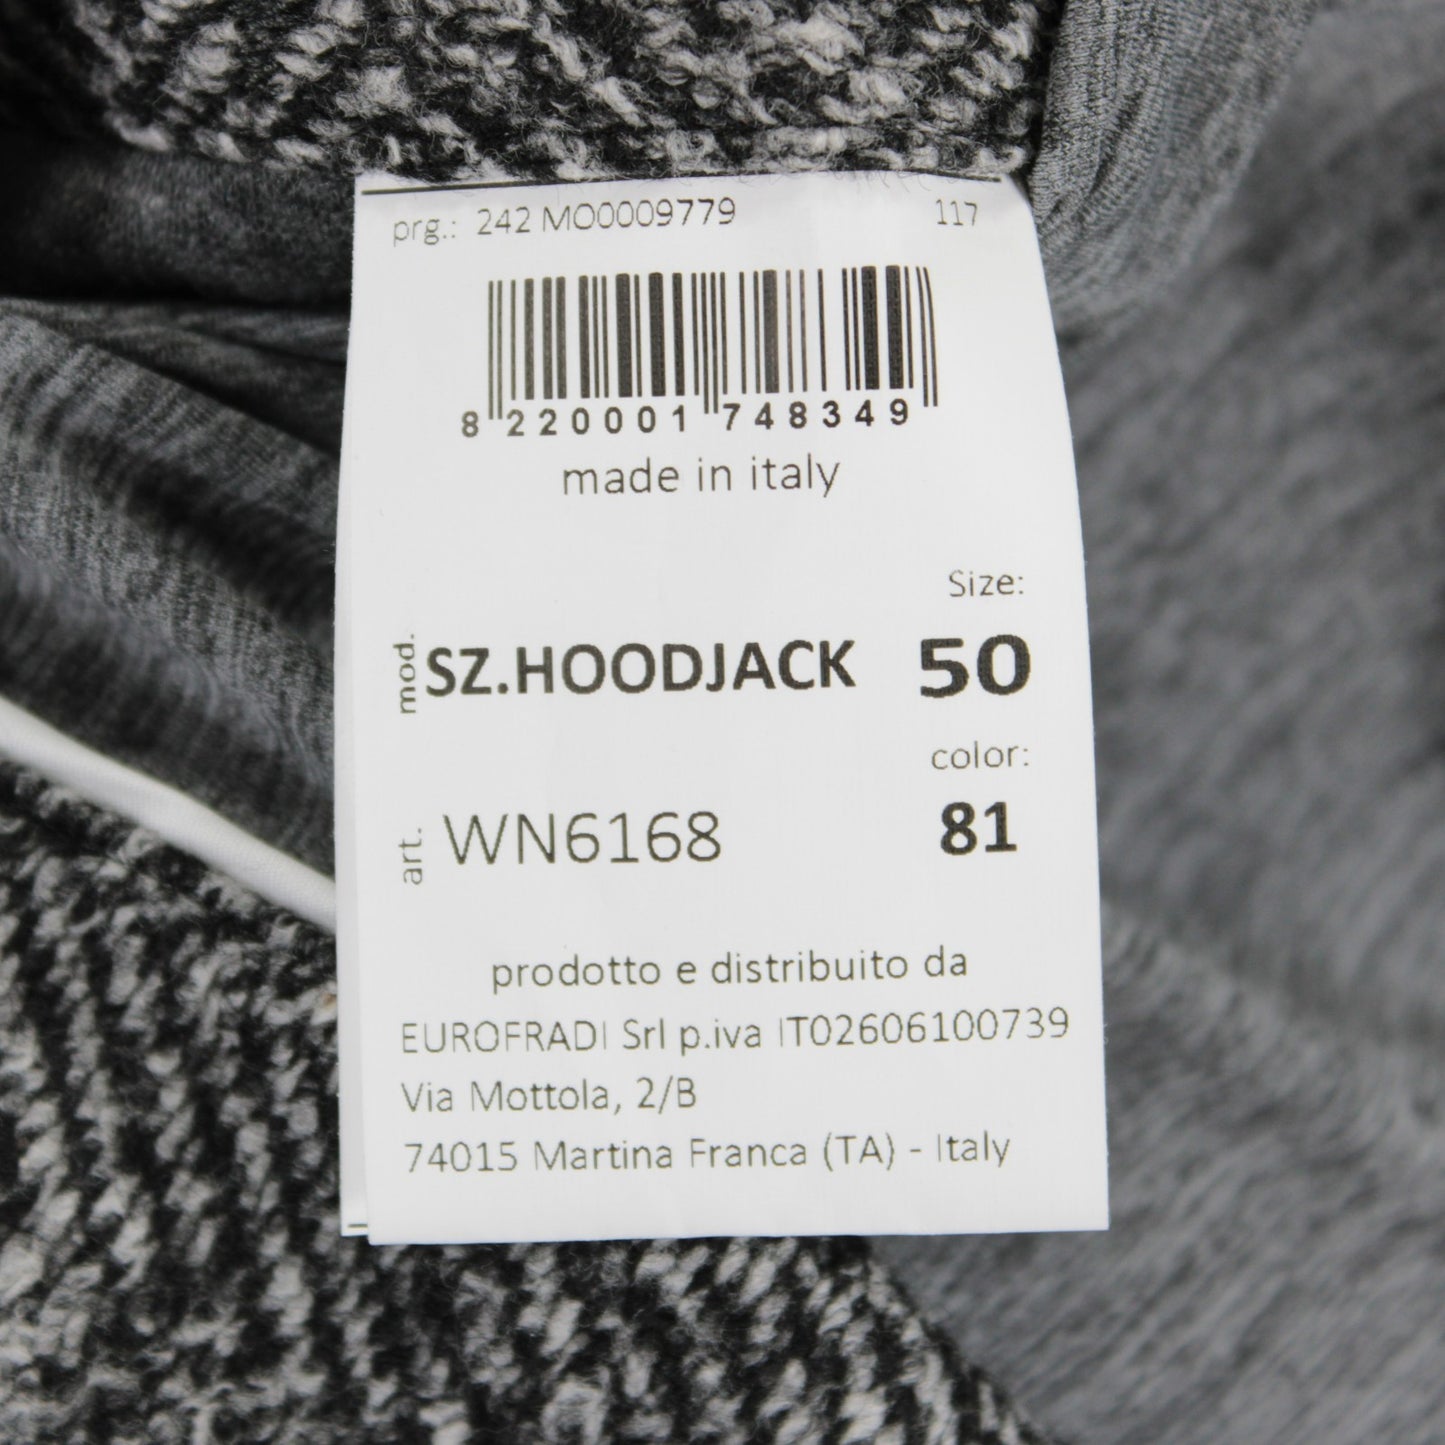 prg.: 242 MO0009779 117
8 220001 748349
made in italy
Size:
mod. SZ.HOODJACK 50
color:
art. WN6168 81
prodotto e distribuito da
EUROFRADI Srl p.iva IT02606100739
Via Mottola, 2/B
74015 Martina Franca (TA) - Italy